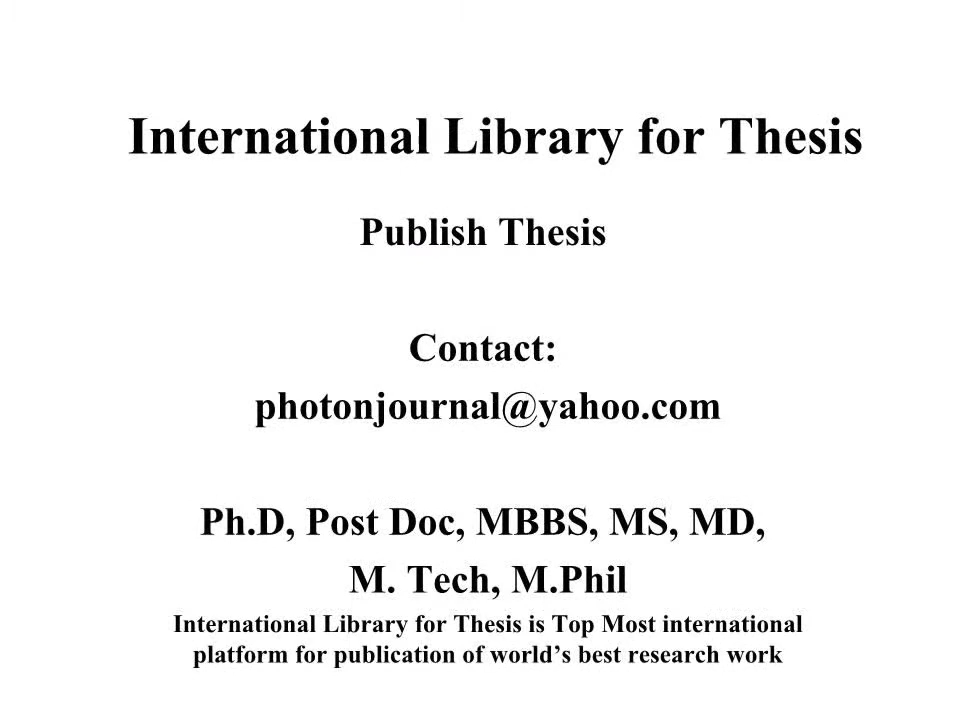 International Library for Thesis
Publish Thesis
Contact:
photonjournal@yahoo.com
Ph.D, Post Doc, MBBS, MS, MD,
M. Tech, M.Phil
International Library for Thesis is Top Most international
platform for publication of world’s best research work